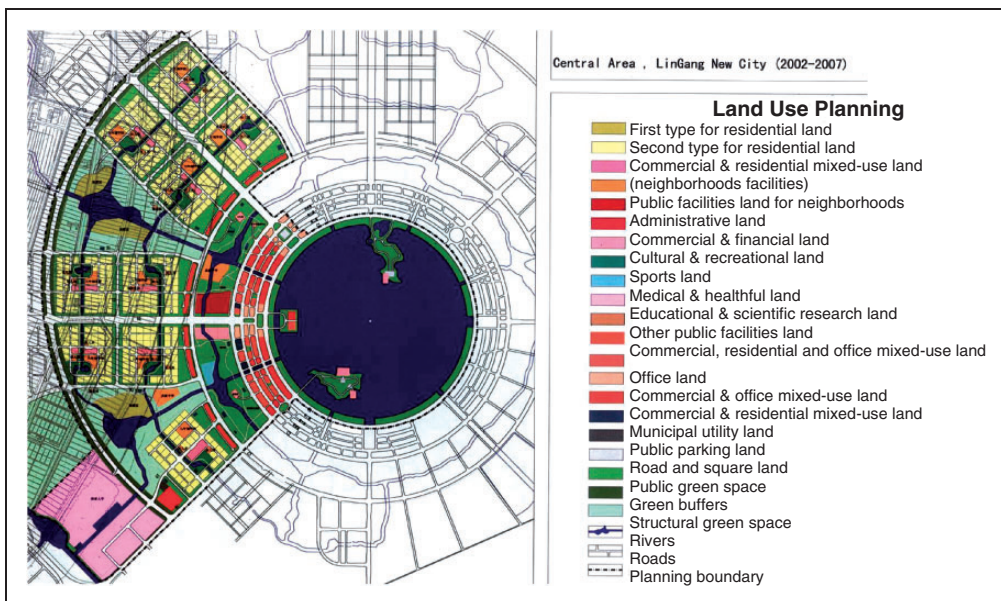 Central Area , LinGang New City (2002-2007)
Land Use Planning
First type for residential land
Second type for residential land
Commercial & residential mixed-use land
(neighborhoods facilities)
Public facilities land for neighborhoods
Administrative land
Commercial & financial land
Cultural & recreational land
Sports land
Medical & healthful land
Educational & scientific research land
Other public facilities land
Commercial, residential and office mixed-use land
Office land
Commercial & office mixed-use land
Commercial & residential mixed-use land
Municipal utility land
Public parking land
Road and square land
Public green space
Green buffers
Structural green space
Rivers
Roads
Planning boundary